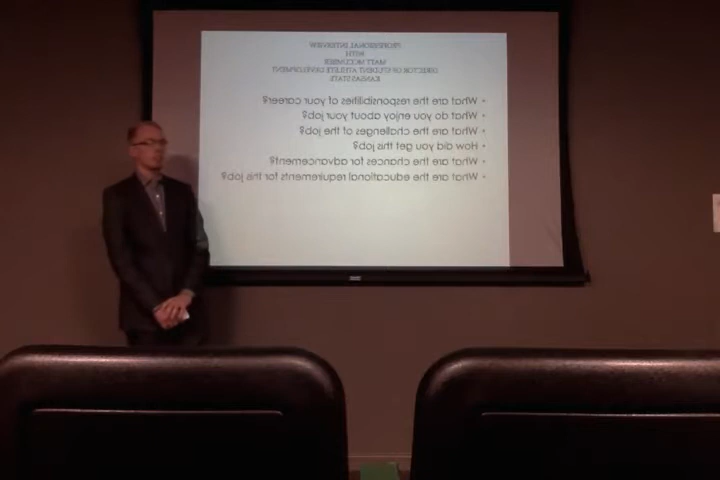 PROFESSIONAL INTERVIEW
WITH
MATT MCCUMBER
DIRECTOR OF STUDENT ATHLETE DEVELOPMENT
KANSAS STATE
• What are the responsibilities of your career?
• What do you enjoy about your job?
• What are the challenges of the job?
• How did you get this job?
• What are the chances for advancement?
• What are the educational requirements for this job?